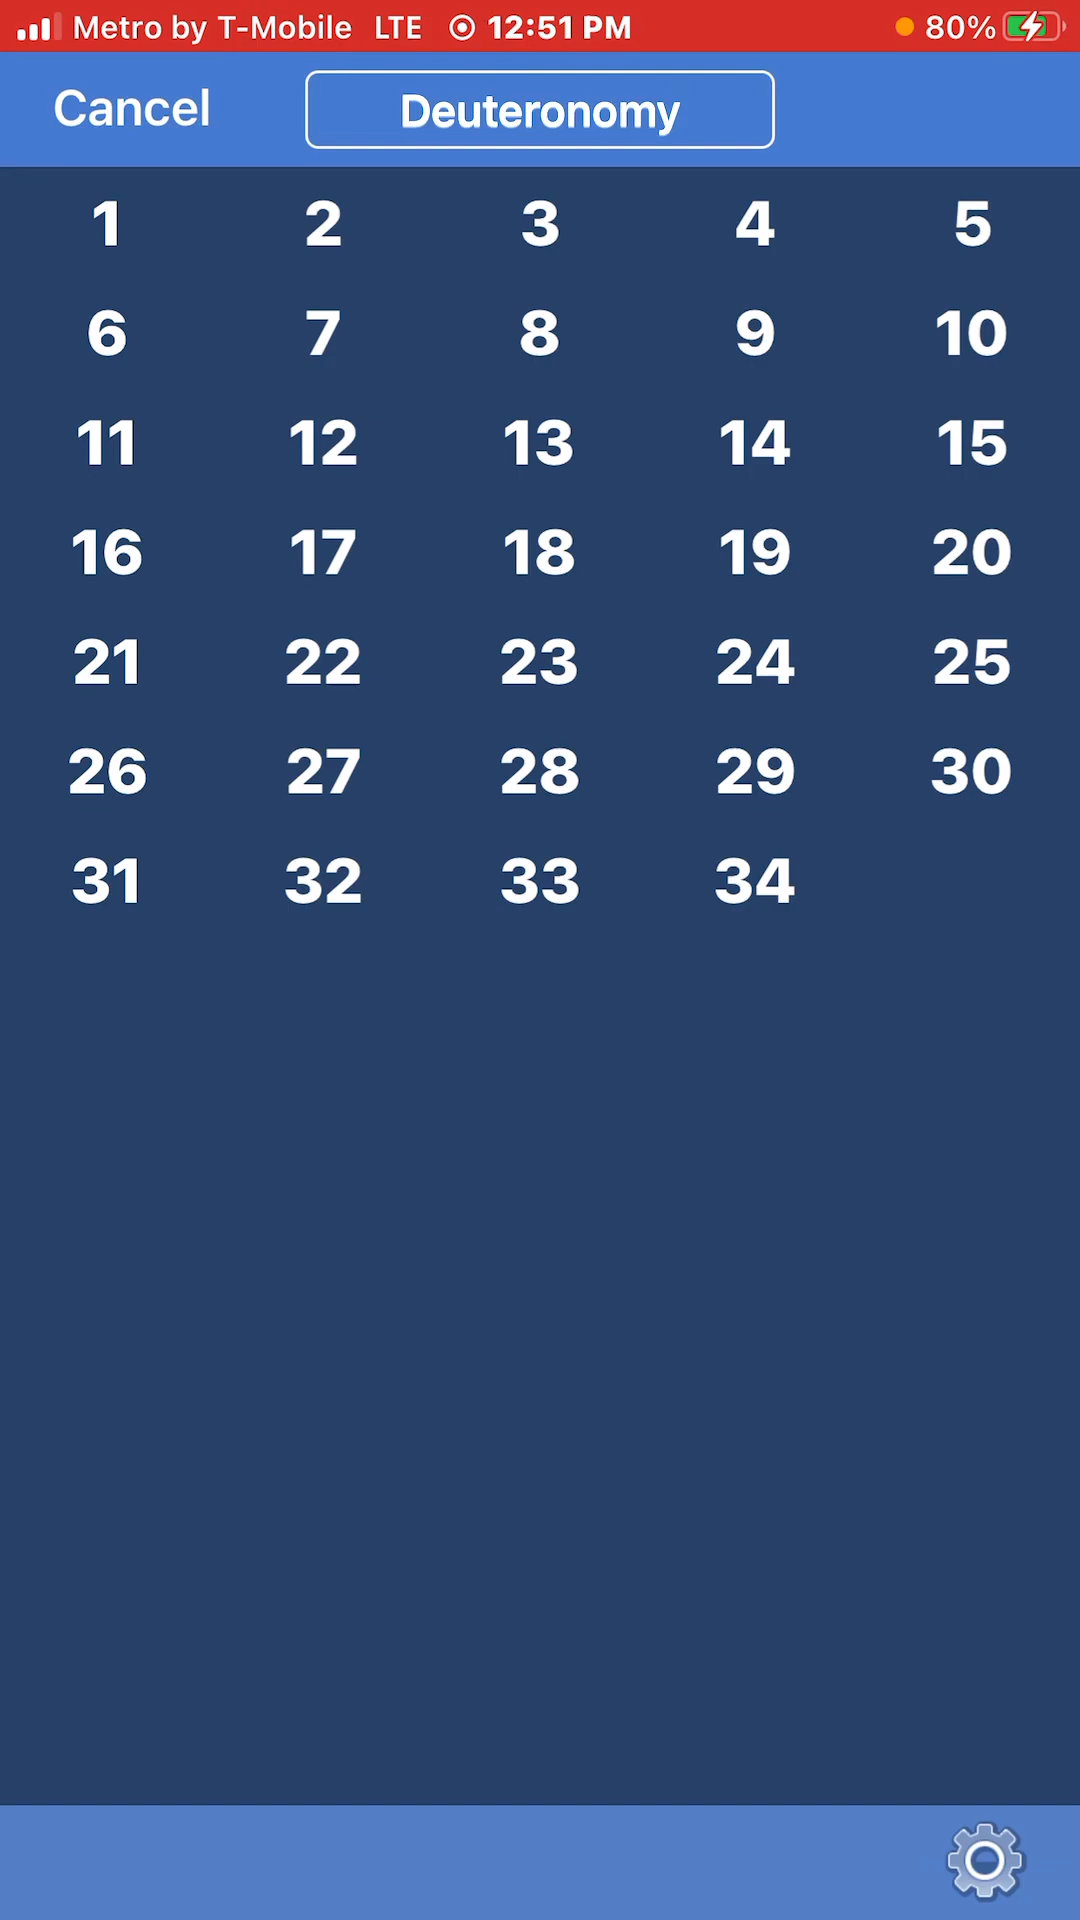 Metro by T-Mobile LTE 12:51 PM 80%
Cancel Deuteronomy
1 2 3 4 5
6 7 8 9 10
11 12 13 14 15
16 17 18 19 20
21 22 23 24 25
26 27 28 29 30
31 32 33 34